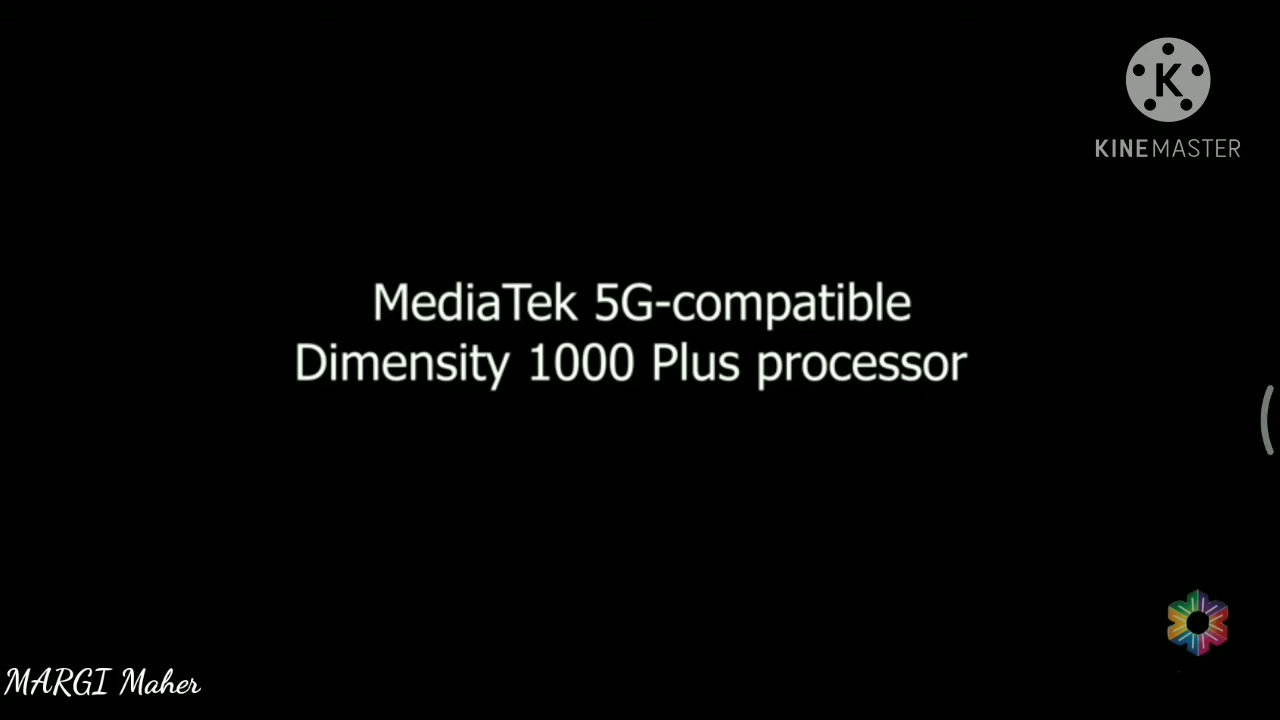 K
KINEMASTER
MediaTek 5G-compatible
Dimensity 1000 Plus processor
MARGI Maher